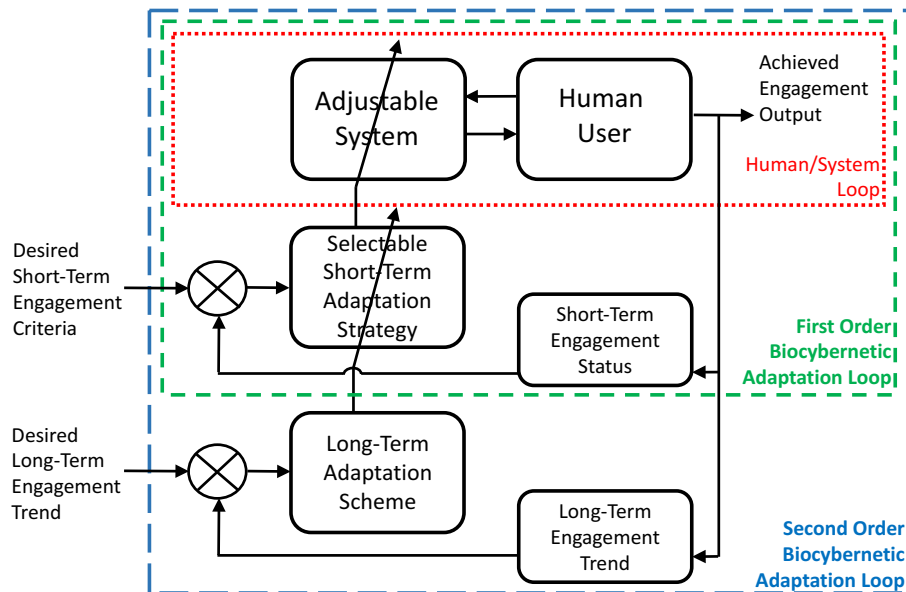 Adjustable
System
Human
User
Achieved
Engagement
Output
Human/System
Loop
Desired
Short-Term
Engagement
Criteria
Selectable
Short-Term
Adaptation
Strategy
Short-Term
Engagement
Status
First Order
Biocybernetic
Adaptation Loop
Desired
Long-Term
Engagement
Trend
Long-Term
Adaptation
Scheme
Long-Term
Engagement
Trend
Second Order
Biocybernetic
Adaptation Loop